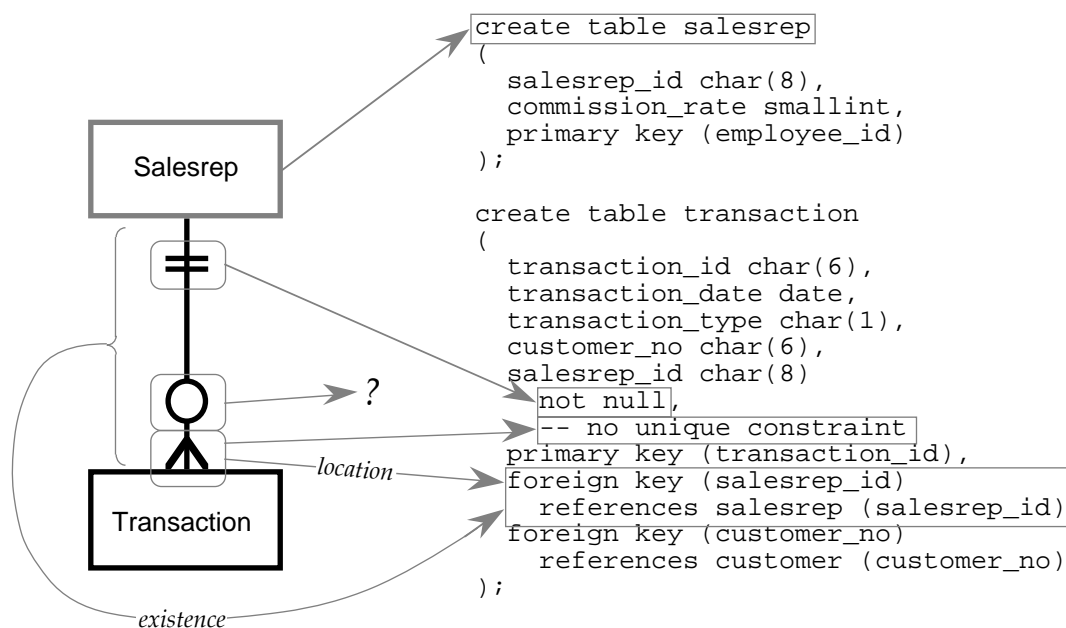 create table salesrep
(
salesrep_id char(8),
commission_rate smallint,
primary key (employee_id)
);
Salesrep
create table transaction
(
transaction_id char(6),
transaction_date date,
transaction_type char(1),
customer_no char(6),
salesrep_id char(8)
not null,
?
-- no unique constraint
primary key (transaction_id),
location
foreign key (salesrep_id)
references salesrep (salesrep_id)
Transaction
foreign key (customer_no)
references customer (customer_no)
);
existence